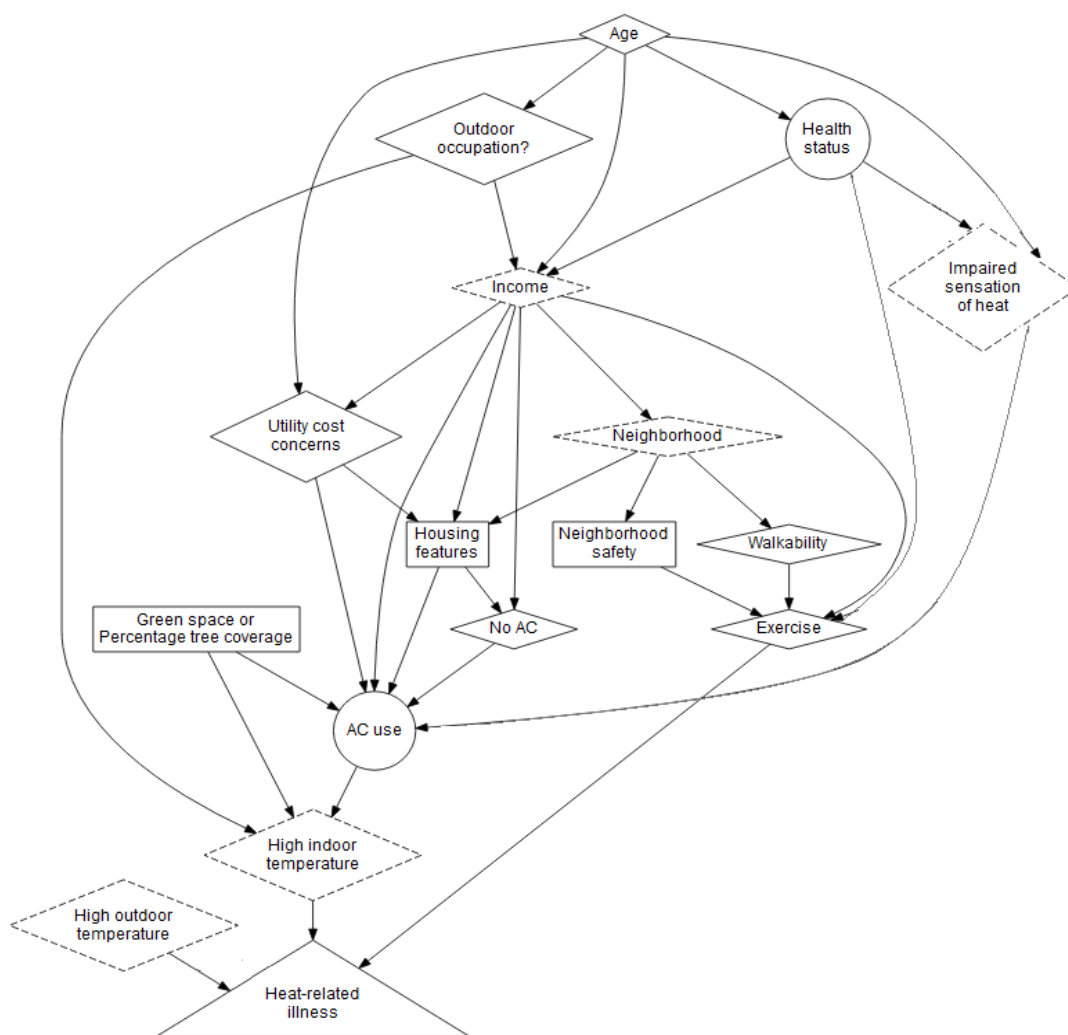 Age
Outdoor
occupation?
Health
status
Impaired
sensation
of heat
Income
Utility cost
concerns
Neighborhood
Housing
features
Neighborhood
safety
Walkability
Green space or
Percentage tree coverage
No AC
Exercise
AC use
High indoor
temperature
High outdoor
temperature
Heat-related
illness